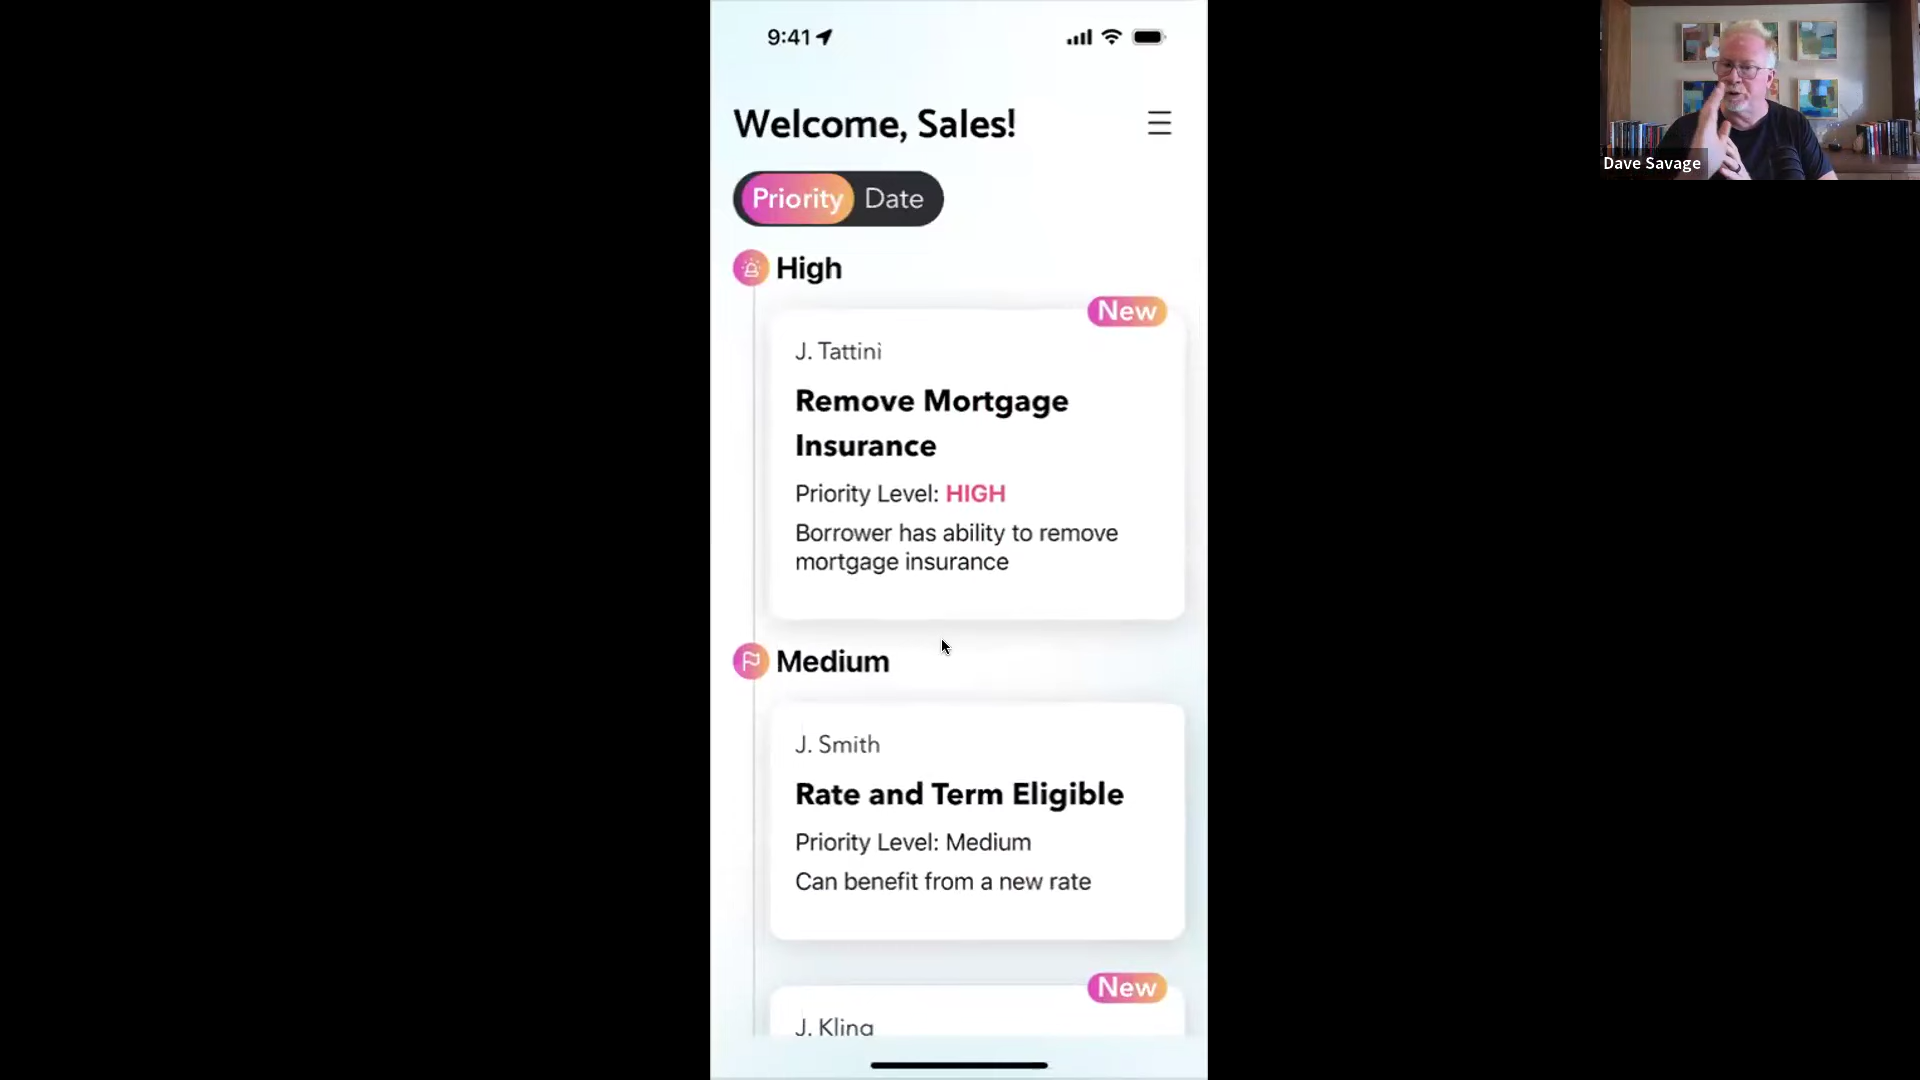 9:41
Welcome, Sales!
Priority Date
High
New
J. Tattini
Remove Mortgage
Insurance
Priority Level: HIGH
Borrower has ability to remove
mortgage insurance
Medium
J. Smith
Rate and Term Eligible
Priority Level: Medium
Can benefit from a new rate
New
J. Kling
Dave Savage